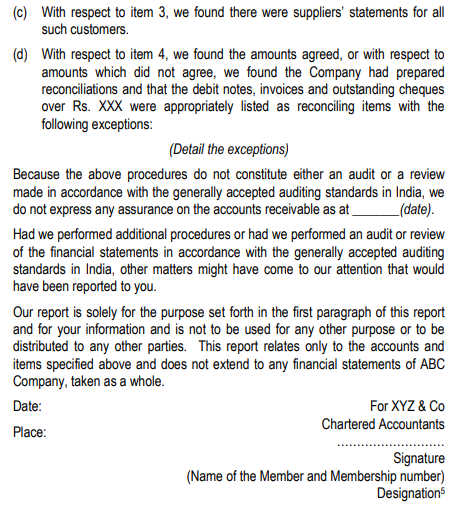 (c) With respect to item 3, we found there were suppliers' statements for all
such customers.
(d) With respect to item 4, we found the amounts agreed, or with respect to
amounts which did not agree, we found the Company had prepared
reconciliations and that the debit notes, invoices and outstanding cheques
over Rs. XXX were appropriately listed as reconciling items with the
following exceptions:
(Detail the exceptions)
Because the above procedures do not constitute either an audit or a review
made in accordance with the generally accepted auditing standards in India, we
do not express any assurance on the accounts receivable as at ______(date).
Had we performed additional procedures or had we performed an audit or review
of the financial statements in accordance with the generally accepted auditing
standards in India, other matters might have come to our attention that would
have been reported to you.
Our report is solely for the purpose set forth in the first paragraph of this report
and for your information and is not to be used for any other purpose or to be
distributed to any other parties. This report relates only to the accounts and
items specified above and does not extend to any financial statements of ABC
Company, taken as a whole.
Date:
For XYZ & Co
Chartered Accountants
Place:
...........................
Signature
(Name of the Member and Membership number)
Designation⁵